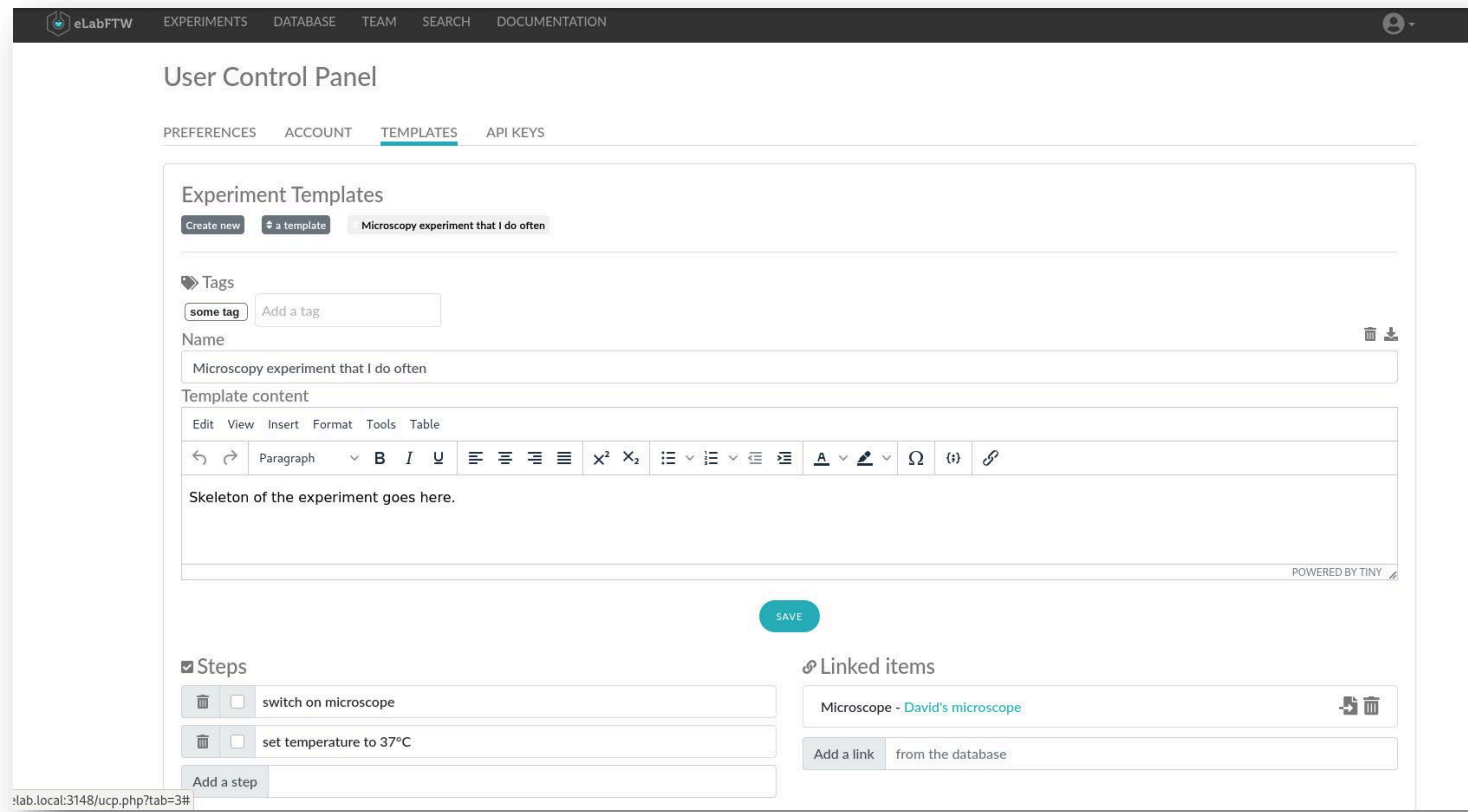 eLabFTW EXPERIMENTS DATABASE TEAM SEARCH DOCUMENTATION
User Control Panel
PREFERENCES ACCOUNT TEMPLATES API KEYS
Experiment Templates
Create new a template Microscopy experiment that I do often
Tags
some tag Add a tag
Name
Microscopy experiment that I do often
Template content
Edit View Insert Format Tools Table
Paragraph B I U X² X₂ A Ω {;}
Skeleton of the experiment goes here.
POWERED BY TINY
SAVE
Steps
switch on microscope
set temperature to 37°C
Add a step
Linked items
Microscope - David's microscope
Add a link from the database
elab.local:3148/ucp.php?tab=3#